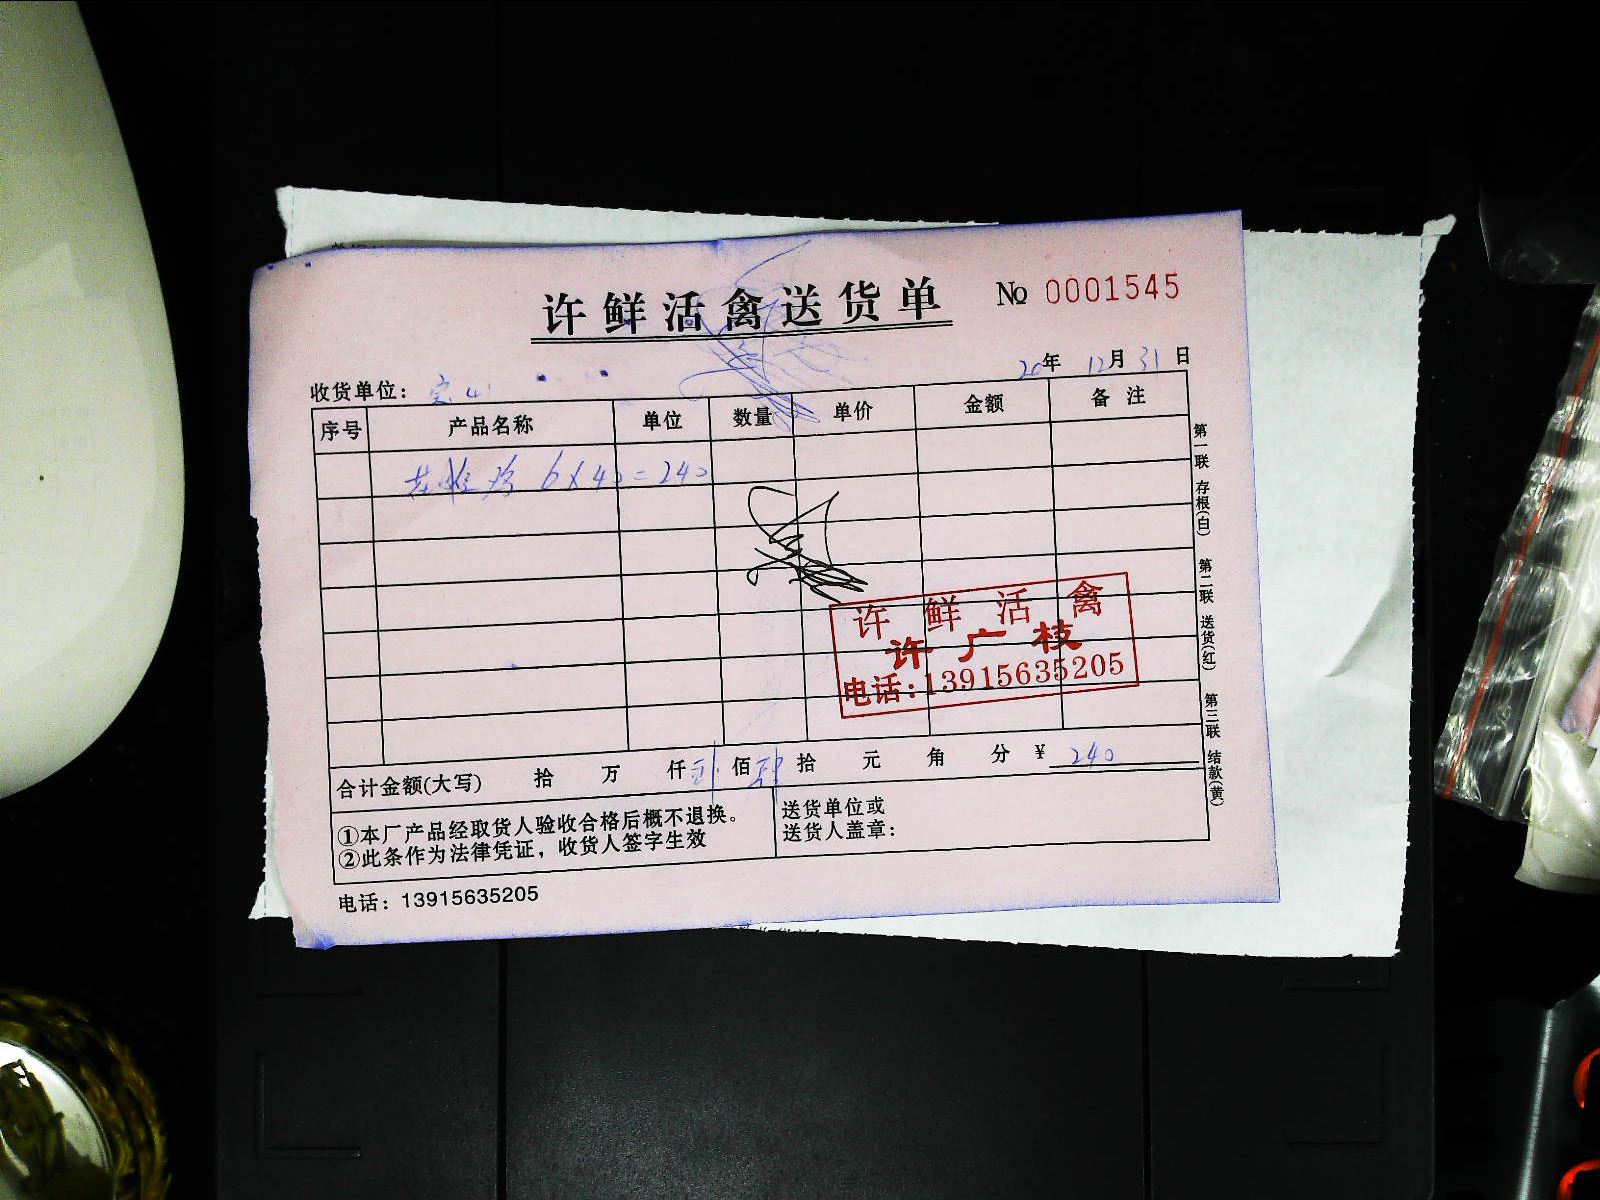 许鲜活禽送货单 № 0001545
20年 12月31日
收货单位：
序号 产品名称 单位 数量 单价 金额 备注
6×40=240
许鲜活禽
许广枝
电话:13915635205
合计金额(大写) 拾 万 仟 佰 拾 元 角 分 ¥ 240
①本厂产品经取货人验收合格后概不退换。
②此条作为法律凭证，收货人签字生效
送货单位或
送货人盖章：
电话：13915635205
第一联 存根(白) 第二联 送货(红) 第三联 结款(黄)